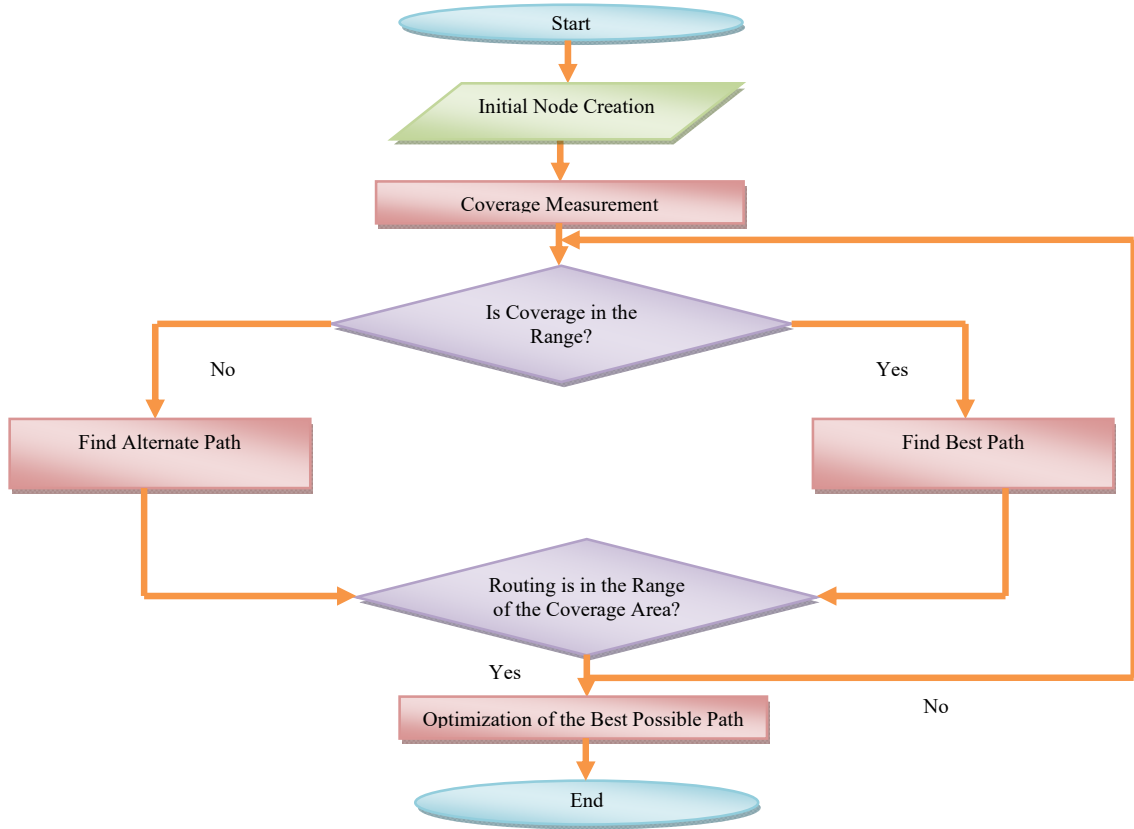 Start
Initial Node Creation
Coverage Measurement
Is Coverage in the
Range?
No
Yes
Find Alternate Path
Find Best Path
Routing is in the Range
of the Coverage Area?
Yes
No
Optimization of the Best Possible Path
End